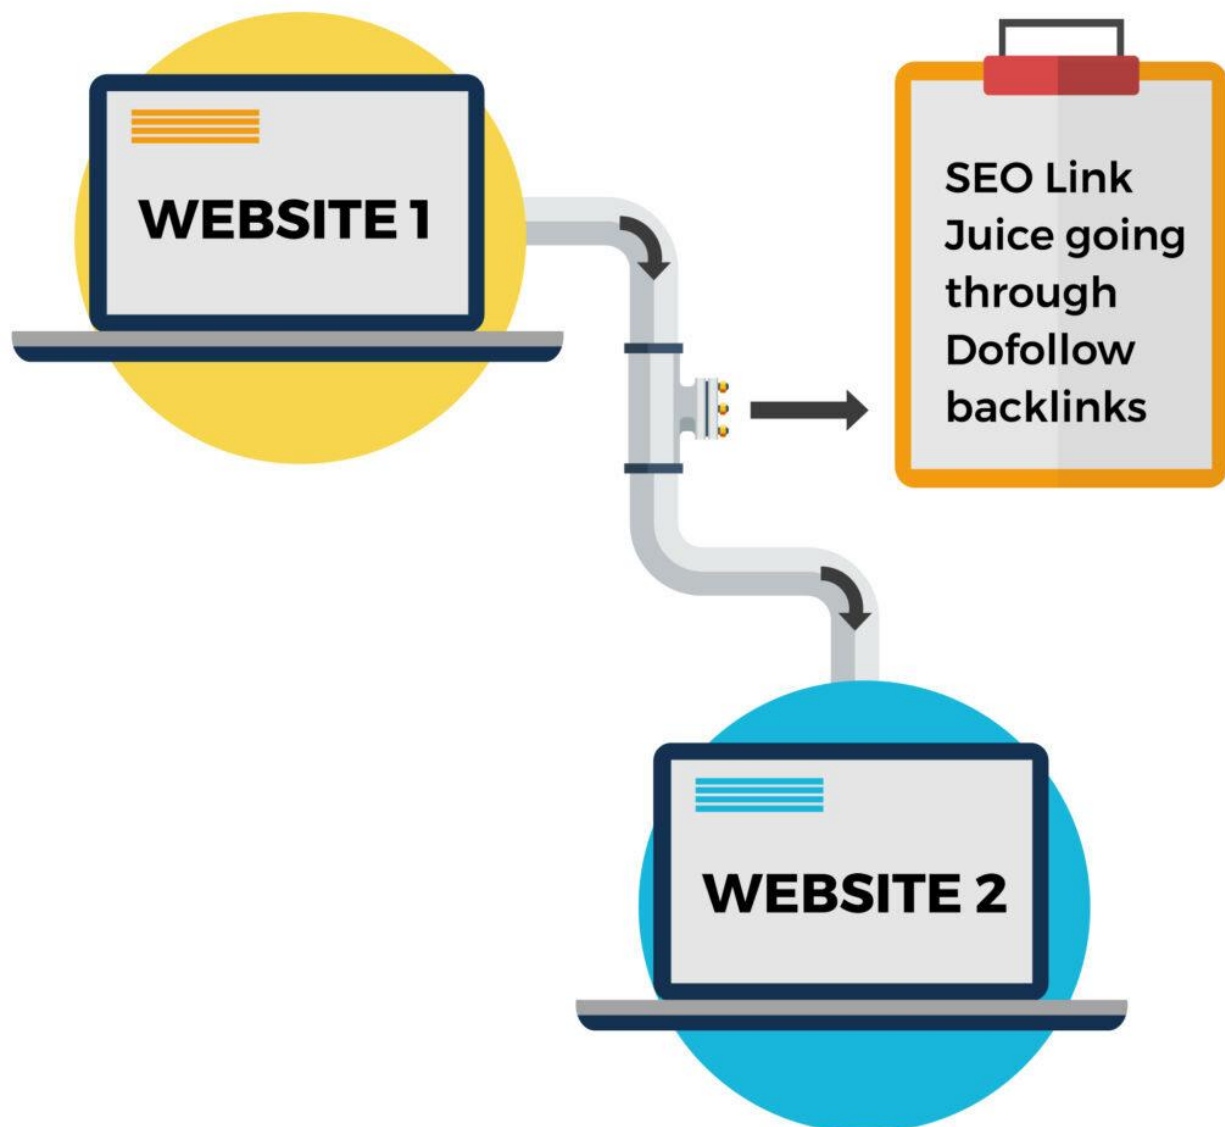 WEBSITE 1
SEO Link
Juice going
through
Dofollow
backlinks
WEBSITE 2